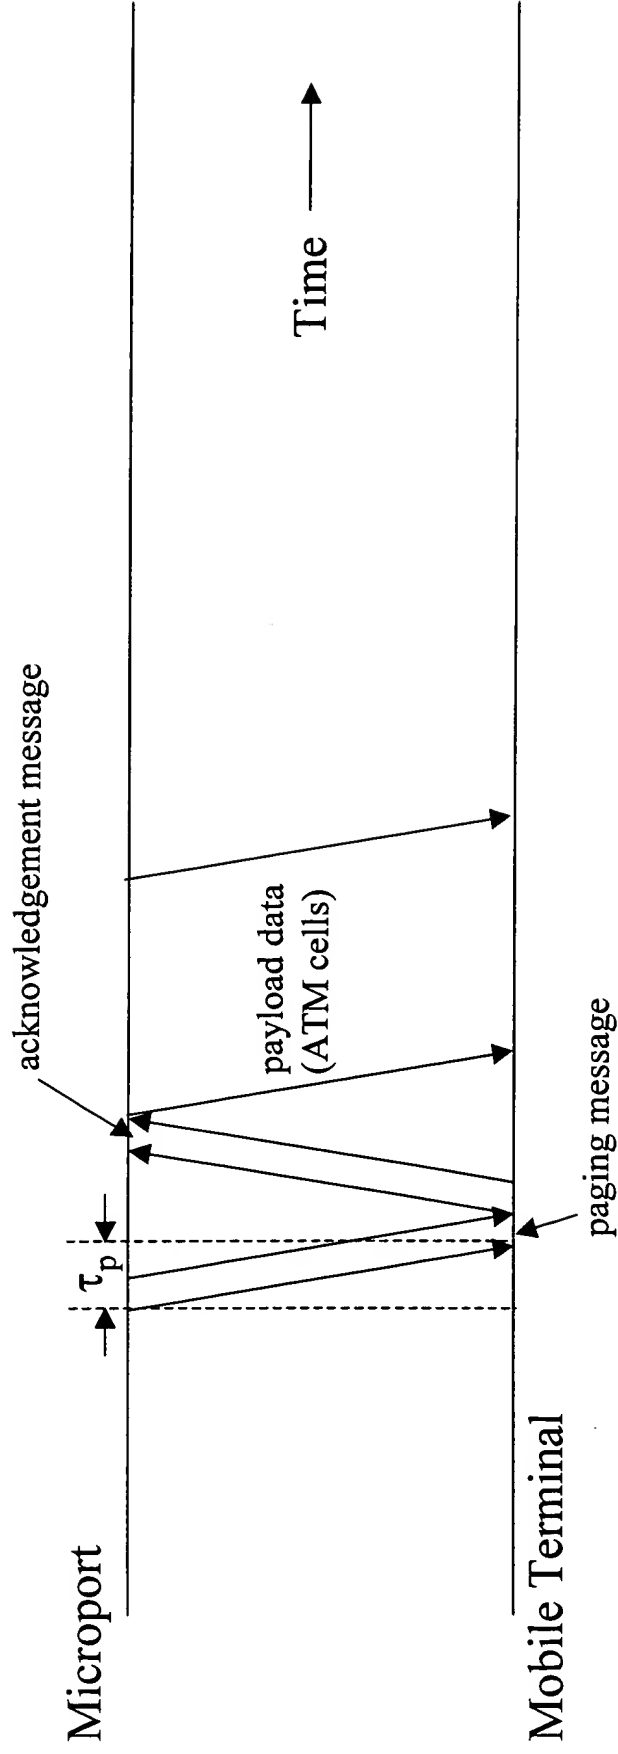 Microport
τp
acknowledgement message
payload data
(ATM cells)
Time
paging message
Mobile Terminal